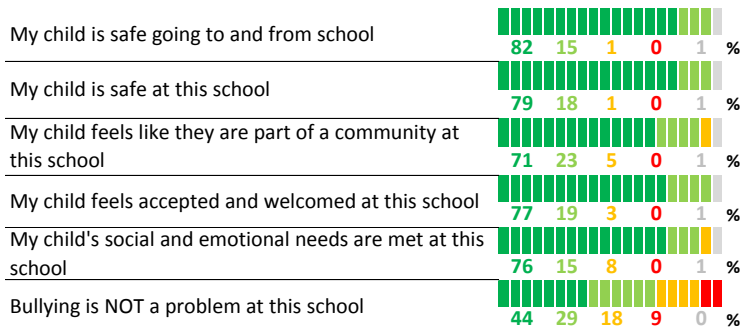 My child is safe going to and from school
82 15 1 0 1 %
My child is safe at this school
79 18 1 0 1 %
My child feels like they are part of a community at
this school
71 23 5 0 1 %
My child feels accepted and welcomed at this school
77 19 3 0 1 %
My child's social and emotional needs are met at this
school
76 15 8 0 1 %
Bullying is NOT a problem at this school
44 29 18 9 0 %